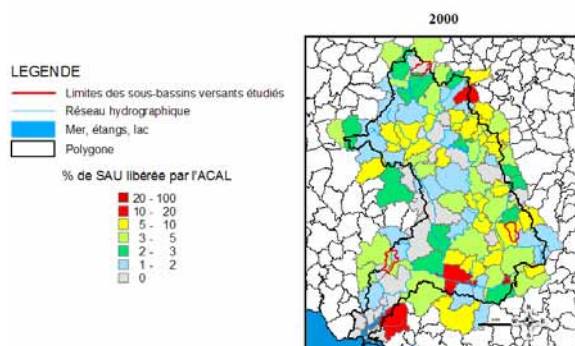 2000
LEGENDE
Limites des sous-bassins versants étudiés
Réseau hydrographique
Mer, étangs, lac
Polygone
% de SAU libérée par l'ACAL
20 - 100
10 - 20
5 - 10
3 - 5
2 - 3
1 - 2
0